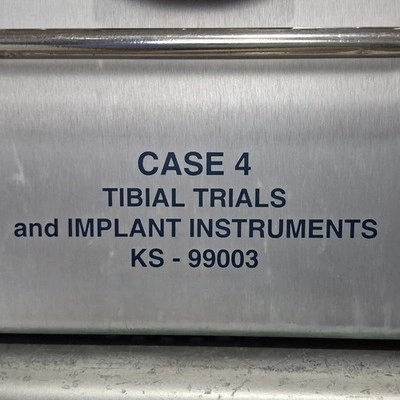 CASE 4
TIBIAL TRIALS
and IMPLANT INSTRUMENTS
KS - 99003